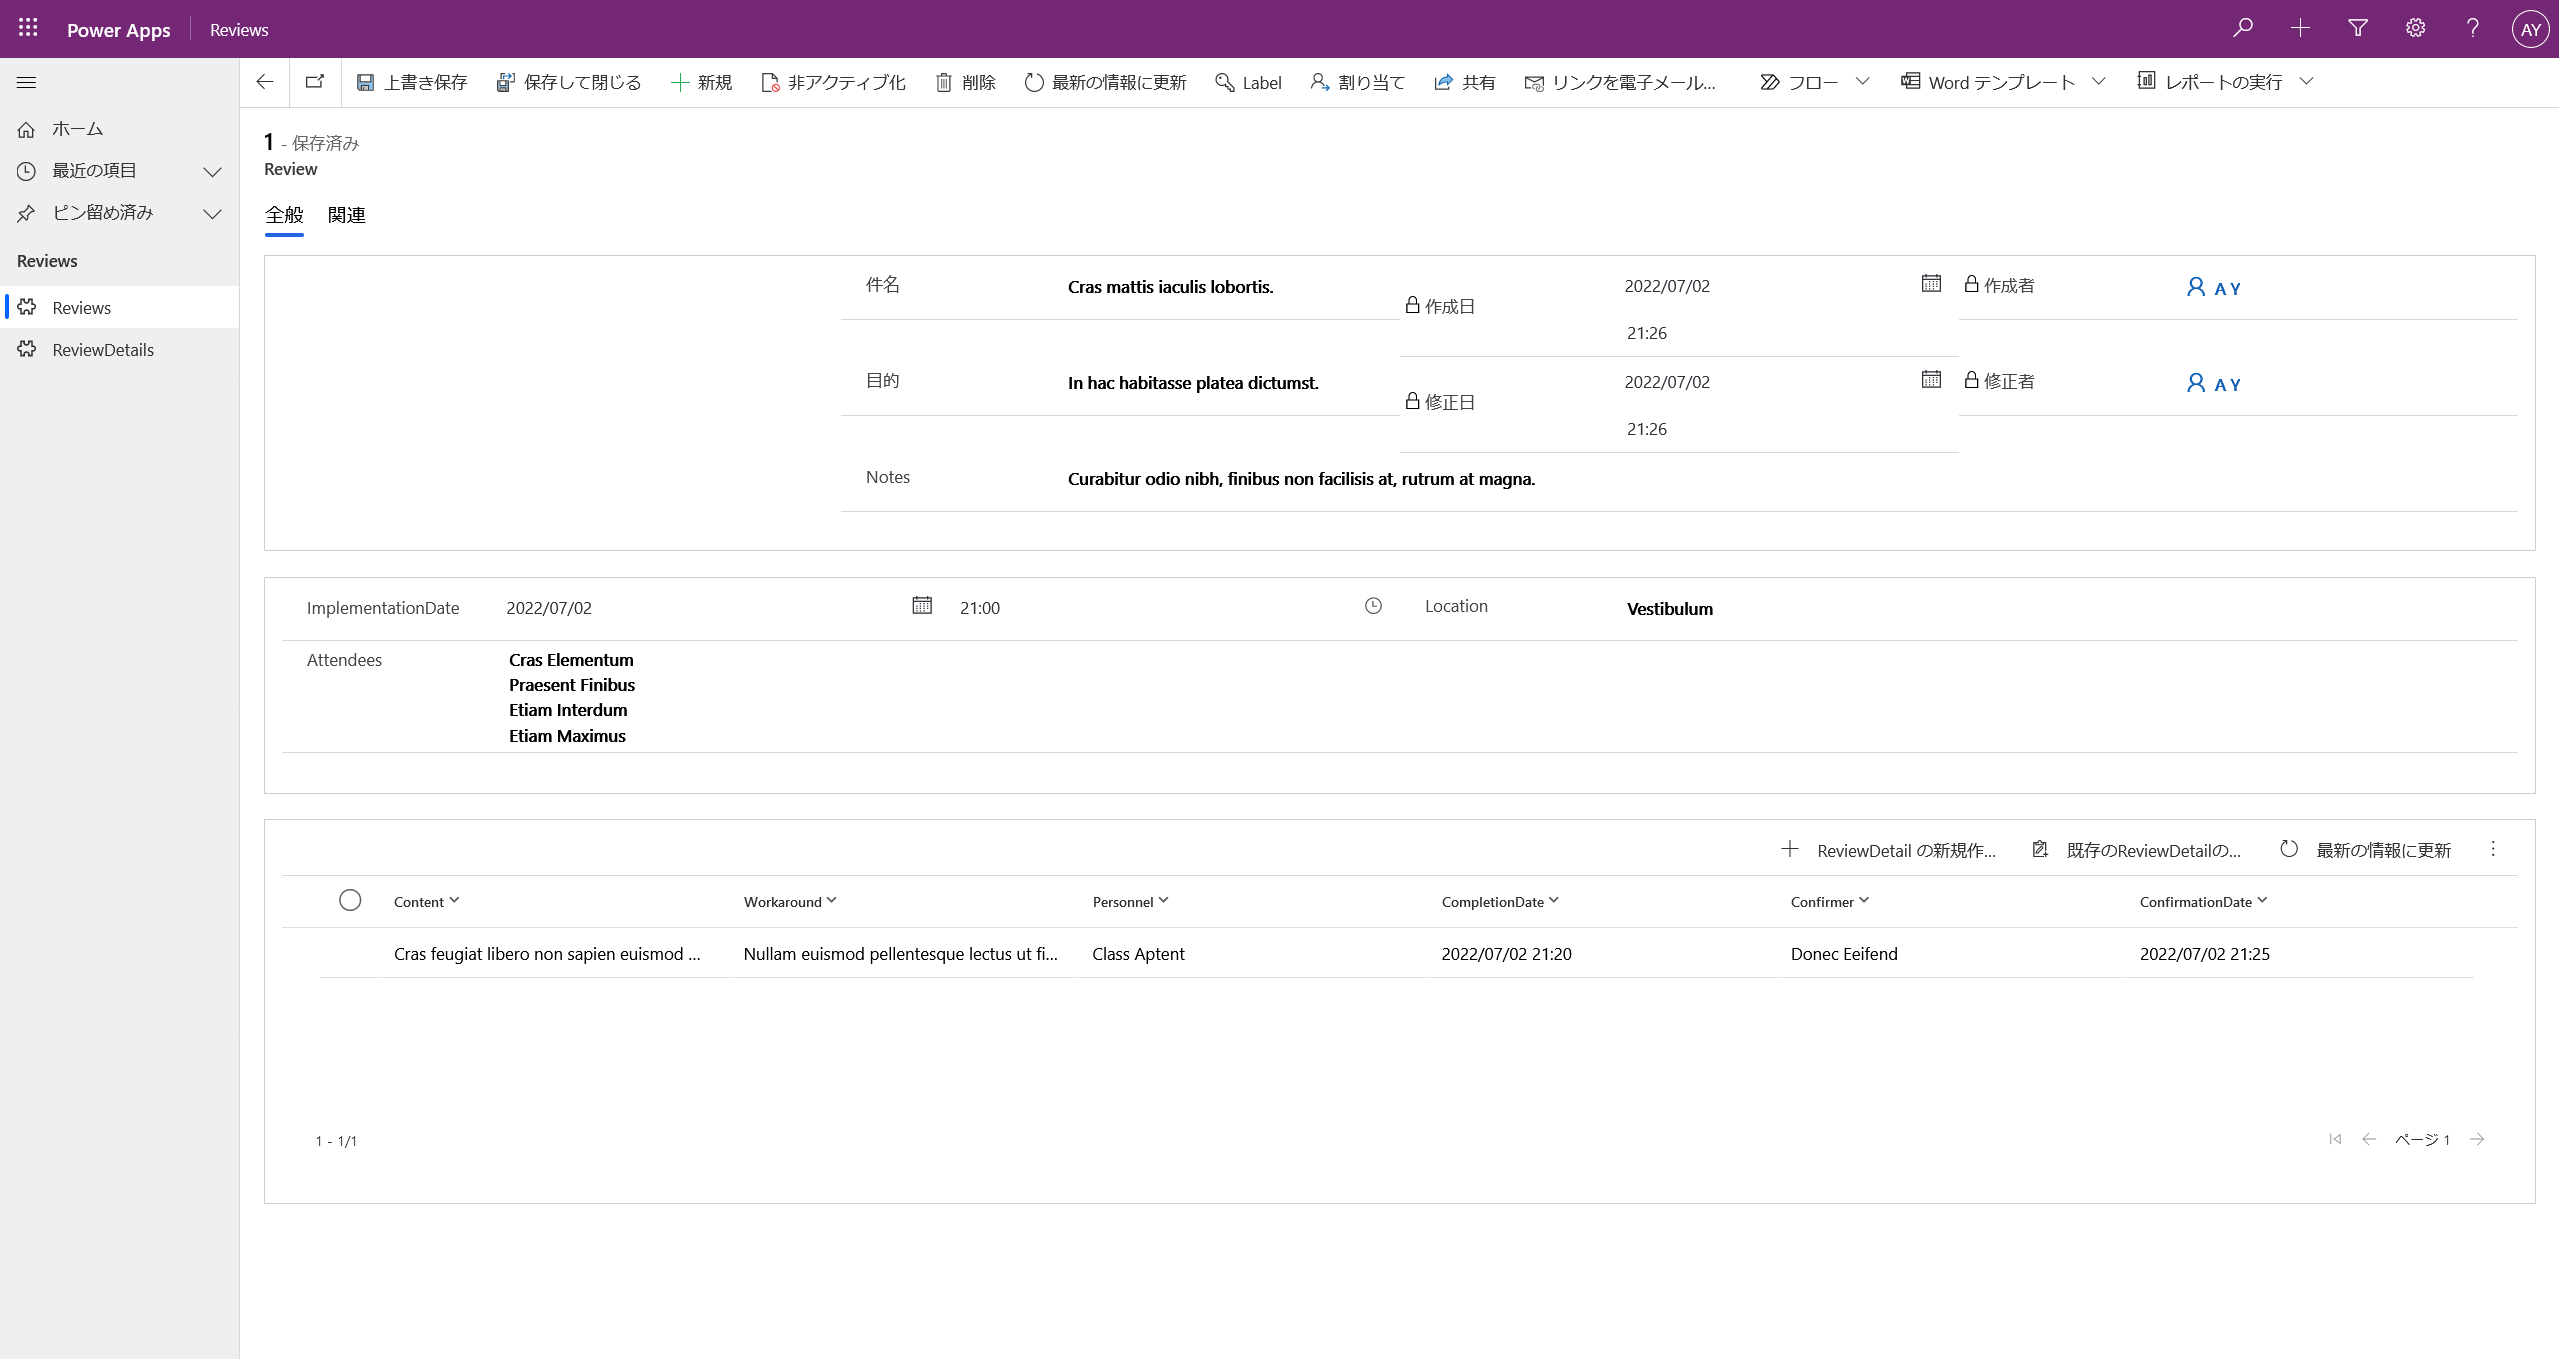 Power Apps Reviews AY
上書き保存 保存して閉じる 新規 非アクティブ化 削除 最新の情報に更新 Label 割り当て 共有 リンクを電子メール... フロー Word テンプレート レポートの実行
ホーム
最近の項目
ピン留め済み
Reviews
Reviews
ReviewDetails
1 - 保存済み
Review
全般 関連
件名 Cras mattis iaculis lobortis.
作成日 2022/07/02
21:26
作成者 A Y
目的 In hac habitasse platea dictumst.
修正日 2022/07/02
21:26
修正者 A Y
Notes Curabitur odio nibh, finibus non facilisis at, rutrum at magna.
ImplementationDate 2022/07/02 21:00 Location Vestibulum
Attendees Cras Elementum
Praesent Finibus
Etiam Interdum
Etiam Maximus
ReviewDetail の新規作... 既存のReviewDetailの... 最新の情報に更新
Content Workaround Personnel CompletionDate Confirmer ConfirmationDate
Cras feugiat libero non sapien euismod ... Nullam euismod pellentesque lectus ut fi... Class Aptent 2022/07/02 21:20 Donec Eeifend 2022/07/02 21:25
1 - 1/1 ページ 1